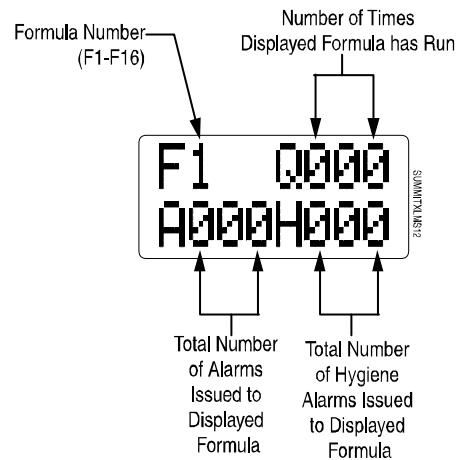 Formula Number
(F1-F16)
Number of Times
Displayed Formula has Run
F1 Q000
A000H000
SUMMITXLMS12
Total Number
of Alarms
Issued to
Displayed
Formula
Total Number
of Hygiene
Alarms Issued
to Displayed
Formula